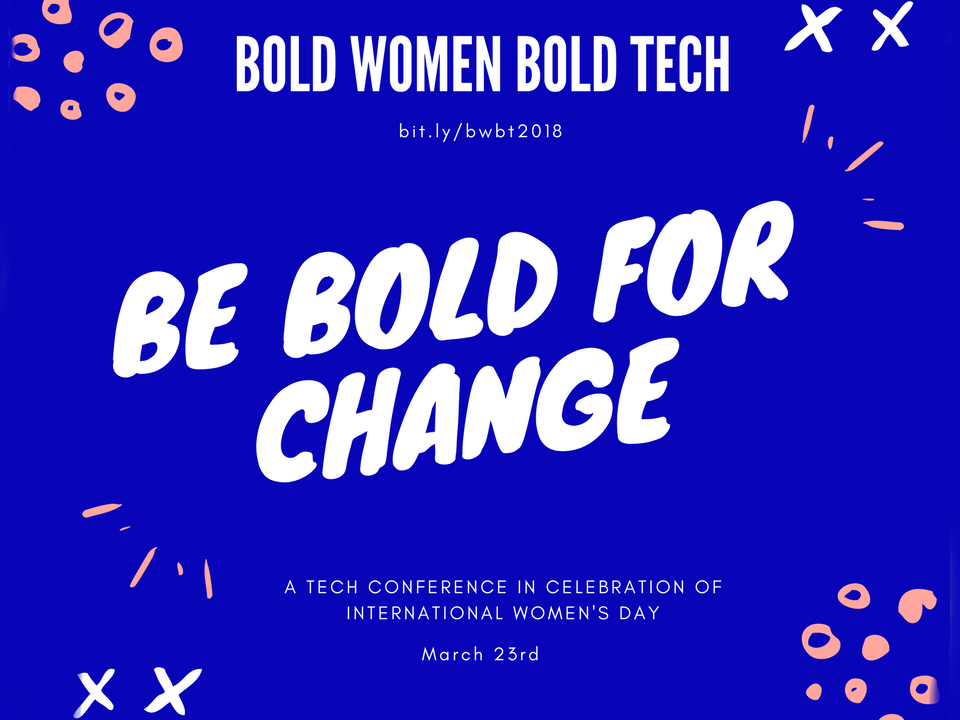 BOLD WOMEN BOLD TECH
bit.ly/bwbt2018
BE BOLD FOR
CHANGE
A TECH CONFERENCE IN CELEBRATION OF
INTERNATIONAL WOMEN'S DAY
March 23rd